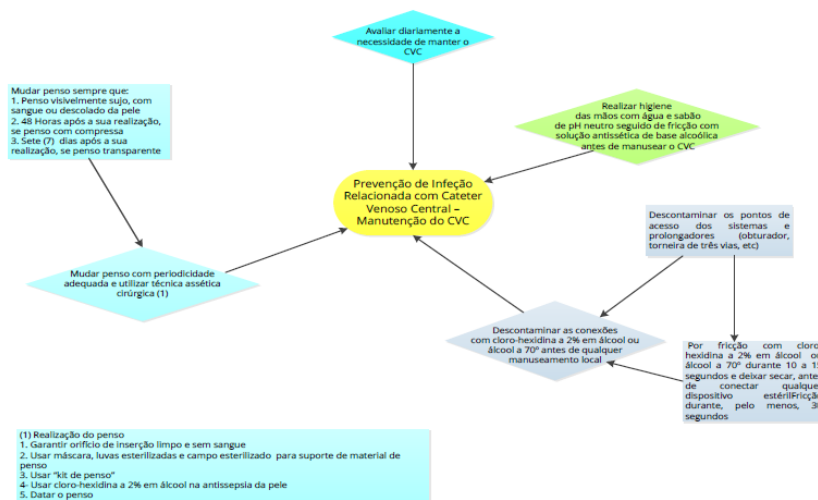 Avaliar diariamente a
necessidade de manter o
CVC
Mudar penso sempre que:
1. Penso visivelmente sujo, com
sangue ou descolado da pele
2. 48 Horas após a sua realização,
se penso com compressa
3. Sete (7) dias após a sua
realização, se penso transparente
Realizar higiene
das mãos com água e sabão
de pH neutro seguido de fricção com
solução antissética de base alcoólica
antes de manusear o CVC
Prevenção de Infeção
Relacionada com Cateter
Venoso Central –
Manutenção do CVC
Descontaminar os pontos de
acesso dos sistemas e
prolongadores (obturador,
torneira de três vias, etc)
Mudar penso com periodicidade
adequada e utilizar técnica assética
cirúrgica (1)
Descontaminar as conexões
com cloro-hexidina a 2% em álcool ou
álcool a 70º antes de qualquer
manuseamento local
Por fricção com cloro
hexidina a 2% em álcool
álcool a 70º durante 10 a
segundos e deixar secar,
de conectar
dispositivo estérilFricção
durante, pelo menos,
segundos
(1) Realização do penso
1. Garantir orifício de inserção limpo e sem sangue
2. Usar máscara, luvas esterilizadas e campo esterilizado para suporte de material de
penso
3. Usar “kit de penso”
4- Usar cloro-hexidina a 2% em álcool na antissepsia da pele
5. Datar o penso